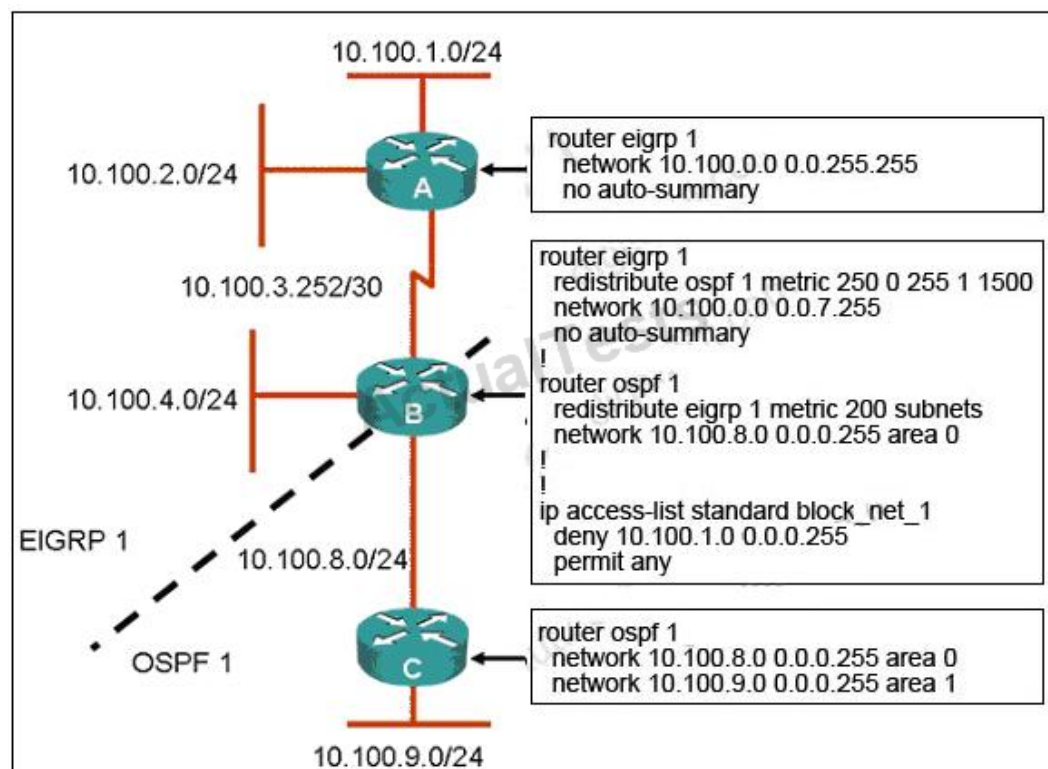 10.100.1.0/24
10.100.2.0/24
A
router eigrp 1
network 10.100.0.0 0.0.255.255
no auto-summary
10.100.3.252/30
10.100.4.0/24
B
router eigrp 1
redistribute ospf 1 metric 250 0 255 1 1500
network 10.100.0.0 0.0.7.255
no auto-summary
!
router ospf 1
redistribute eigrp 1 metric 200 subnets
network 10.100.8.0 0.0.0.255 area 0
!
!
ip access-list standard block_net_1
deny 10.100.1.0 0.0.0.255
permit any
EIGRP 1
10.100.8.0/24
OSPF 1
C
router ospf 1
network 10.100.8.0 0.0.0.255 area 0
network 10.100.9.0 0.0.0.255 area 1
10.100.9.0/24